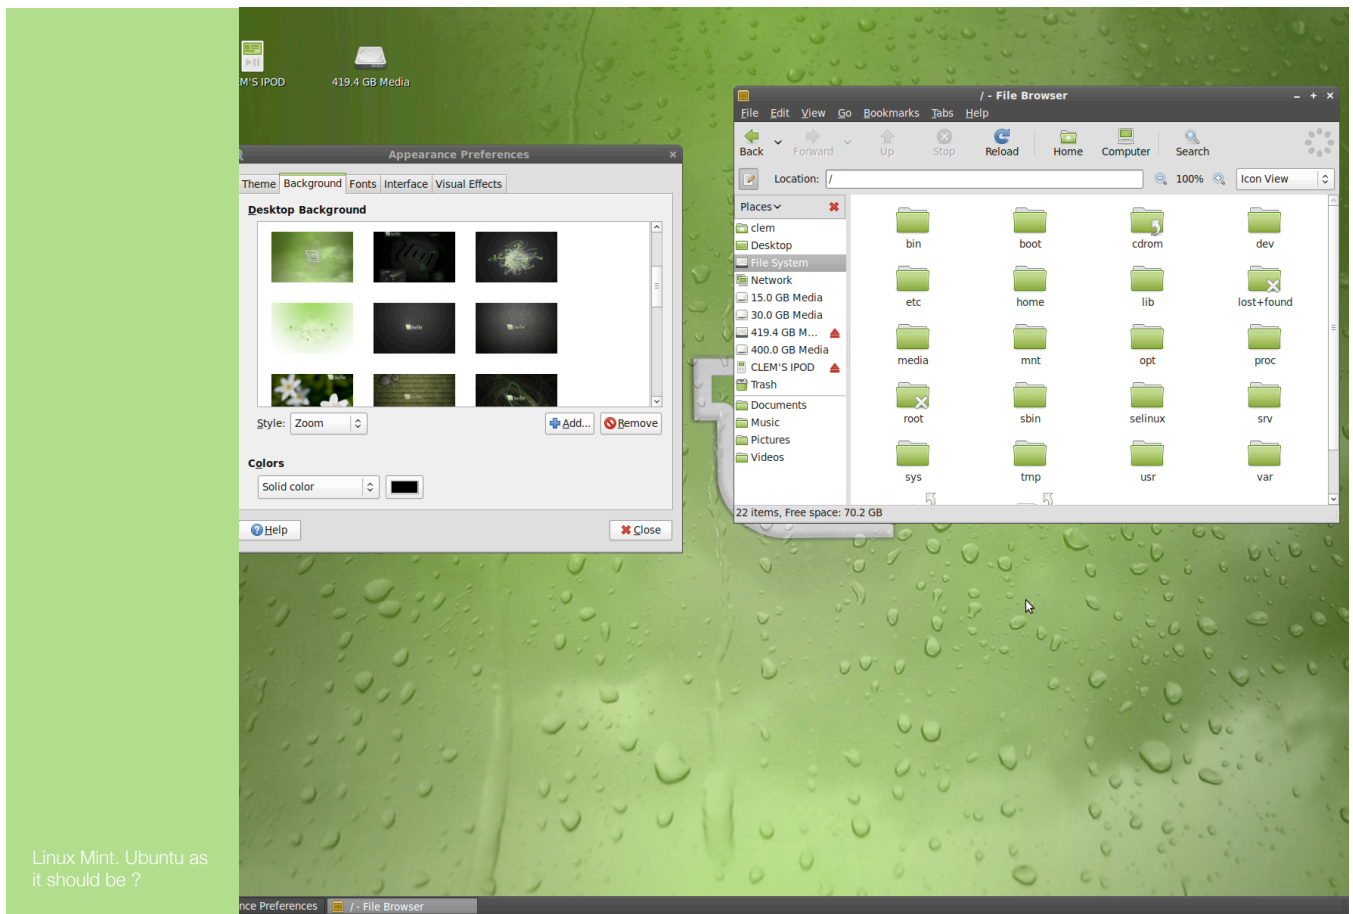 M'S IPOD
419.4 GB Media
Appearance Preferences
Theme Background Fonts Interface Visual Effects
Desktop Background
Style: Zoom
Add... Remove
Colors
Solid color
Help Close
/ - File Browser
File Edit View Go Bookmarks Tabs Help
Back Forward Up Stop Reload Home Computer Search
Location: / 100% Icon View
Places
clem
Desktop
File System
Network
15.0 GB Media
30.0 GB Media
419.4 GB M...
400.0 GB Media
CLEM'S IPOD
Trash
Documents
Music
Pictures
Videos
bin boot cdrom dev
etc home lib lost+found
media mnt opt proc
root sbin selinux srv
sys tmp usr var
22 items, Free space: 70.2 GB
Linux Mint. Ubuntu as
it should be ?
nce Preferences / - File Browser